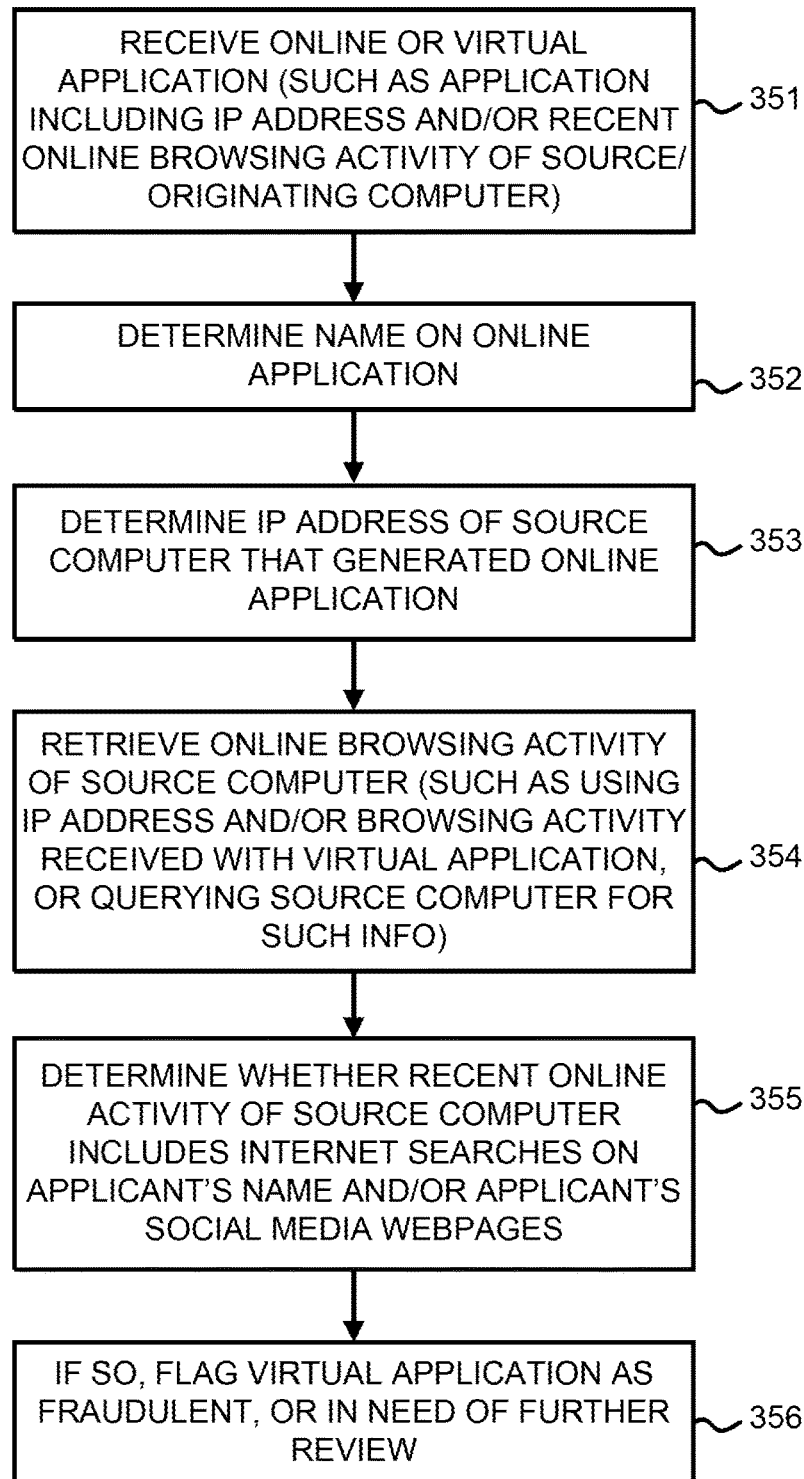 RECEIVE ONLINE OR VIRTUAL
APPLICATION (SUCH AS APPLICATION
INCLUDING IP ADDRESS AND/OR RECENT
ONLINE BROWSING ACTIVITY OF SOURCE/
ORIGINATING COMPUTER)
351
DETERMINE NAME ON ONLINE
APPLICATION
352
DETERMINE IP ADDRESS OF SOURCE
COMPUTER THAT GENERATED ONLINE
APPLICATION
353
RETRIEVE ONLINE BROWSING ACTIVITY
OF SOURCE COMPUTER (SUCH AS USING
IP ADDRESS AND/OR BROWSING ACTIVITY
RECEIVED WITH VIRTUAL APPLICATION,
OR QUERYING SOURCE COMPUTER FOR
SUCH INFO)
354
DETERMINE WHETHER RECENT ONLINE
ACTIVITY OF SOURCE COMPUTER
INCLUDES INTERNET SEARCHES ON
APPLICANT'S NAME AND/OR APPLICANT'S
SOCIAL MEDIA WEBPAGES
355
IF SO, FLAG VIRTUAL APPLICATION AS
FRAUDULENT, OR IN NEED OF FURTHER
REVIEW
356